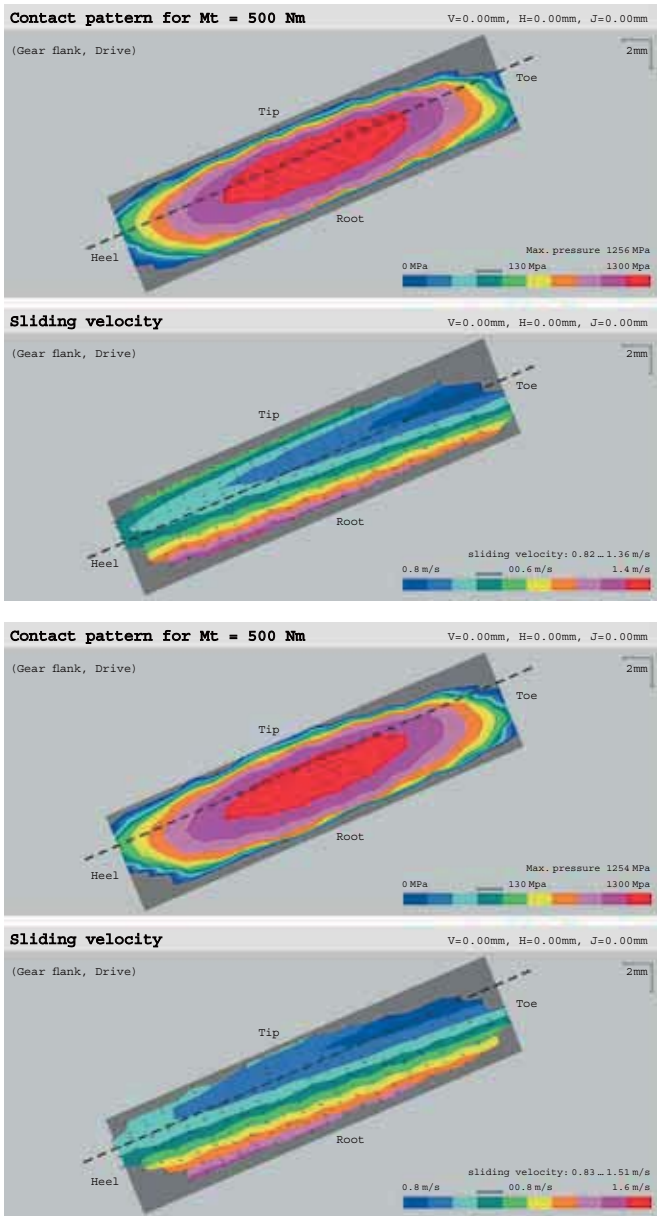 Contact pattern for Mt = 500 Nm V=0.00mm, H=0.00mm, J=0.00mm
(Gear flank, Drive) 2mm
Toe
Tip
Root
Heel
Max. pressure 1256 MPa
0 MPa 130 Mpa 1300 Mpa
Sliding velocity V=0.00mm, H=0.00mm, J=0.00mm
(Gear flank, Drive) 2mm
Toe
Tip
Root
Heel
sliding velocity: 0.82…1.36 m/s
0.8 m/s 00.6 m/s 1.4 m/s
Contact pattern for Mt = 500 Nm V=0.00mm, H=0.00mm, J=0.00mm
(Gear flank, Drive) 2mm
Toe
Tip
Root
Heel
Max. pressure 1254 MPa
0 MPa 130 Mpa 1300 Mpa
Sliding velocity V=0.00mm, H=0.00mm, J=0.00mm
(Gear flank, Drive) 2mm
Toe
Tip
Root
Heel
sliding velocity: 0.83…1.51 m/s
0.8 m/s 00.8 m/s 1.6 m/s